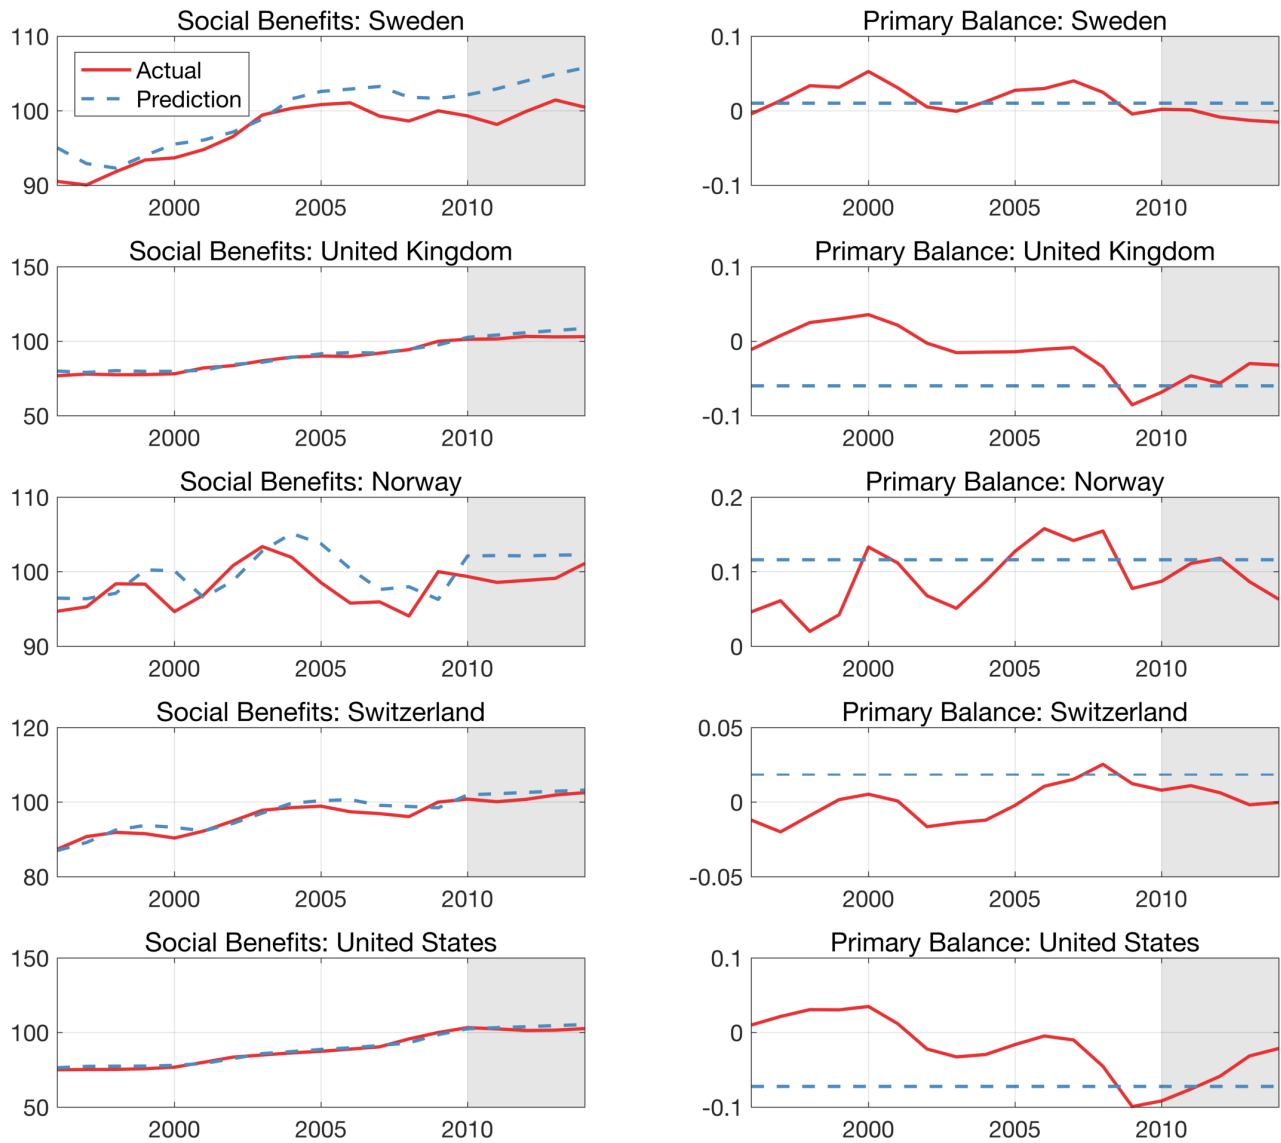 Social Benefits: Sweden
110
100
90
Actual
Prediction
2000 2005 2010
Primary Balance: Sweden
0.1
0
-0.1
2000 2005 2010
Social Benefits: United Kingdom
150
100
50
2000 2005 2010
Primary Balance: United Kingdom
0.1
0
-0.1
2000 2005 2010
Social Benefits: Norway
110
100
90
2000 2005 2010
Primary Balance: Norway
0.2
0.1
0
2000 2005 2010
Social Benefits: Switzerland
120
100
80
2000 2005 2010
Primary Balance: Switzerland
0.05
0
-0.05
2000 2005 2010
Social Benefits: United States
150
100
50
2000 2005 2010
Primary Balance: United States
0.1
0
-0.1
2000 2005 2010